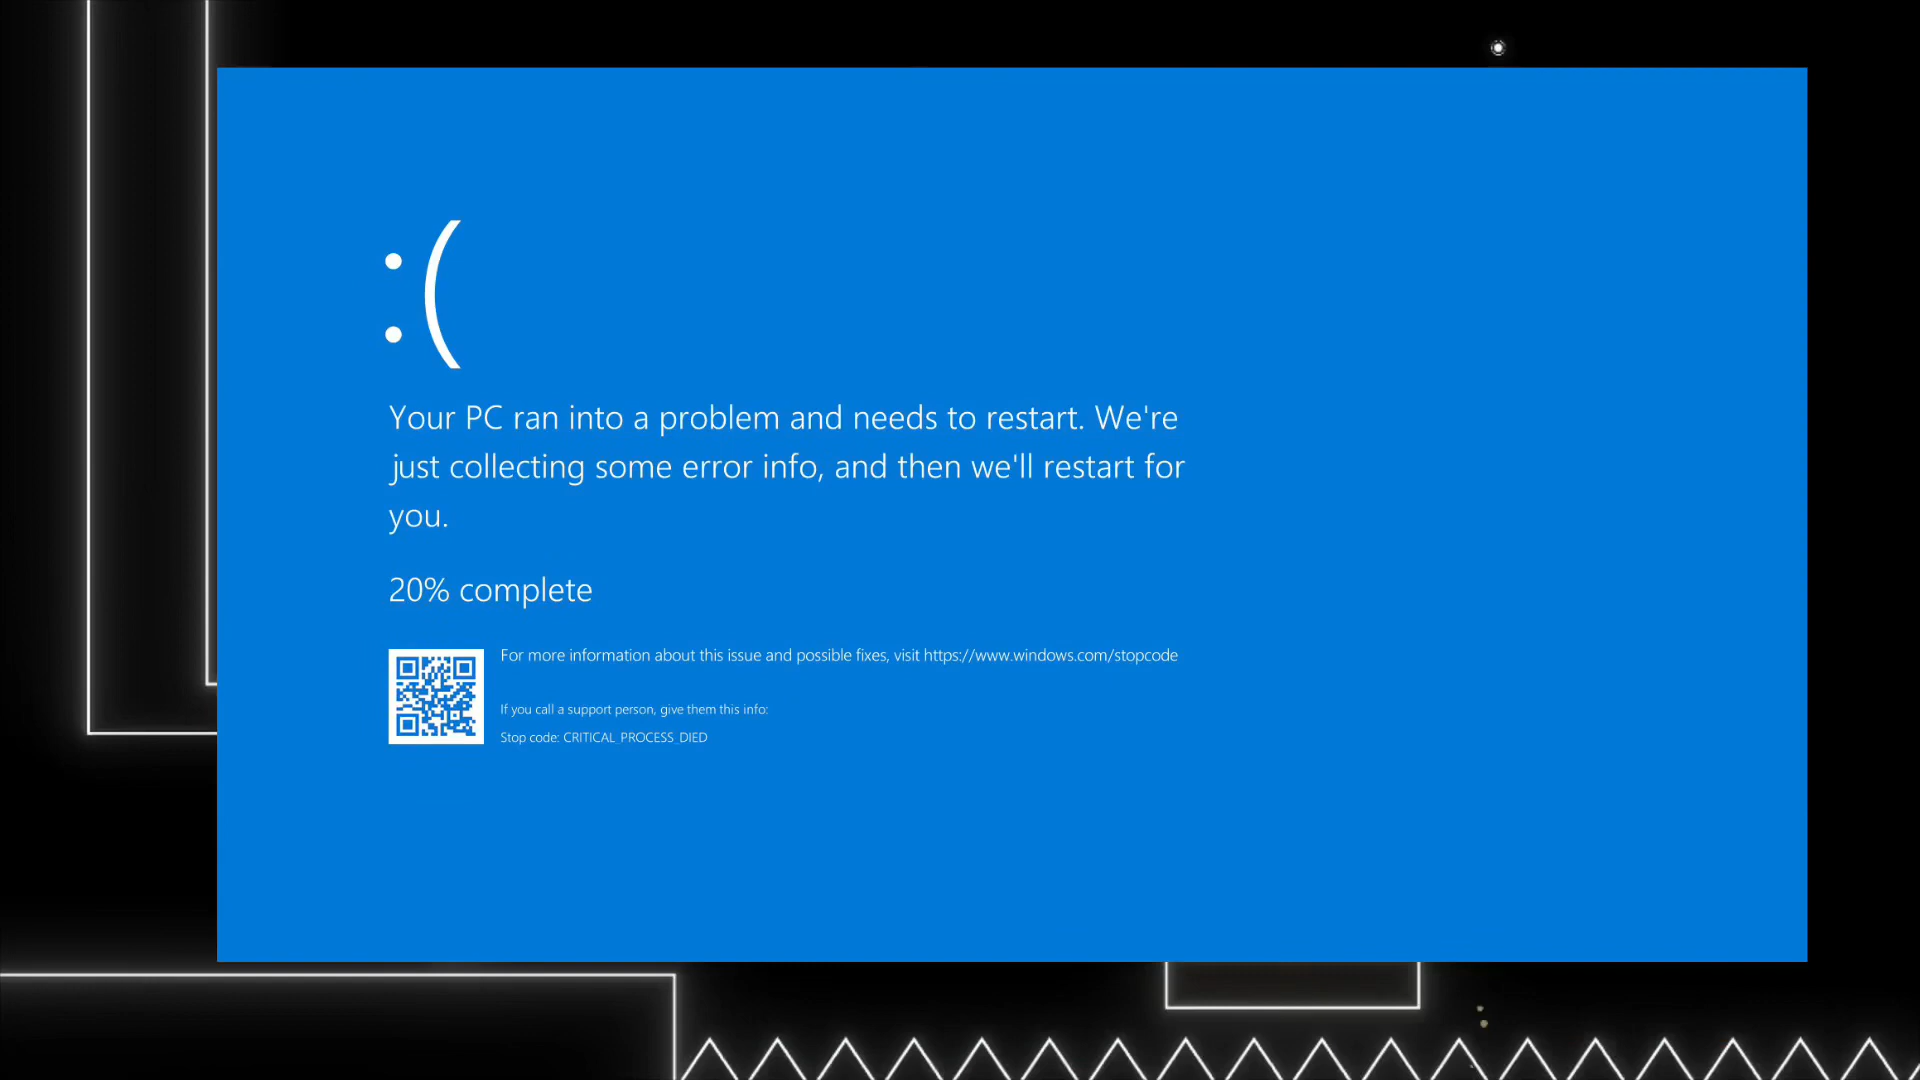 :(
Your PC ran into a problem and needs to restart. We're
just collecting some error info, and then we'll restart for
you.
20% complete
For more information about this issue and possible fixes, visit https://www.windows.com/stopcode
If you call a support person, give them this info:
Stop code: CRITICAL_PROCESS_DIED